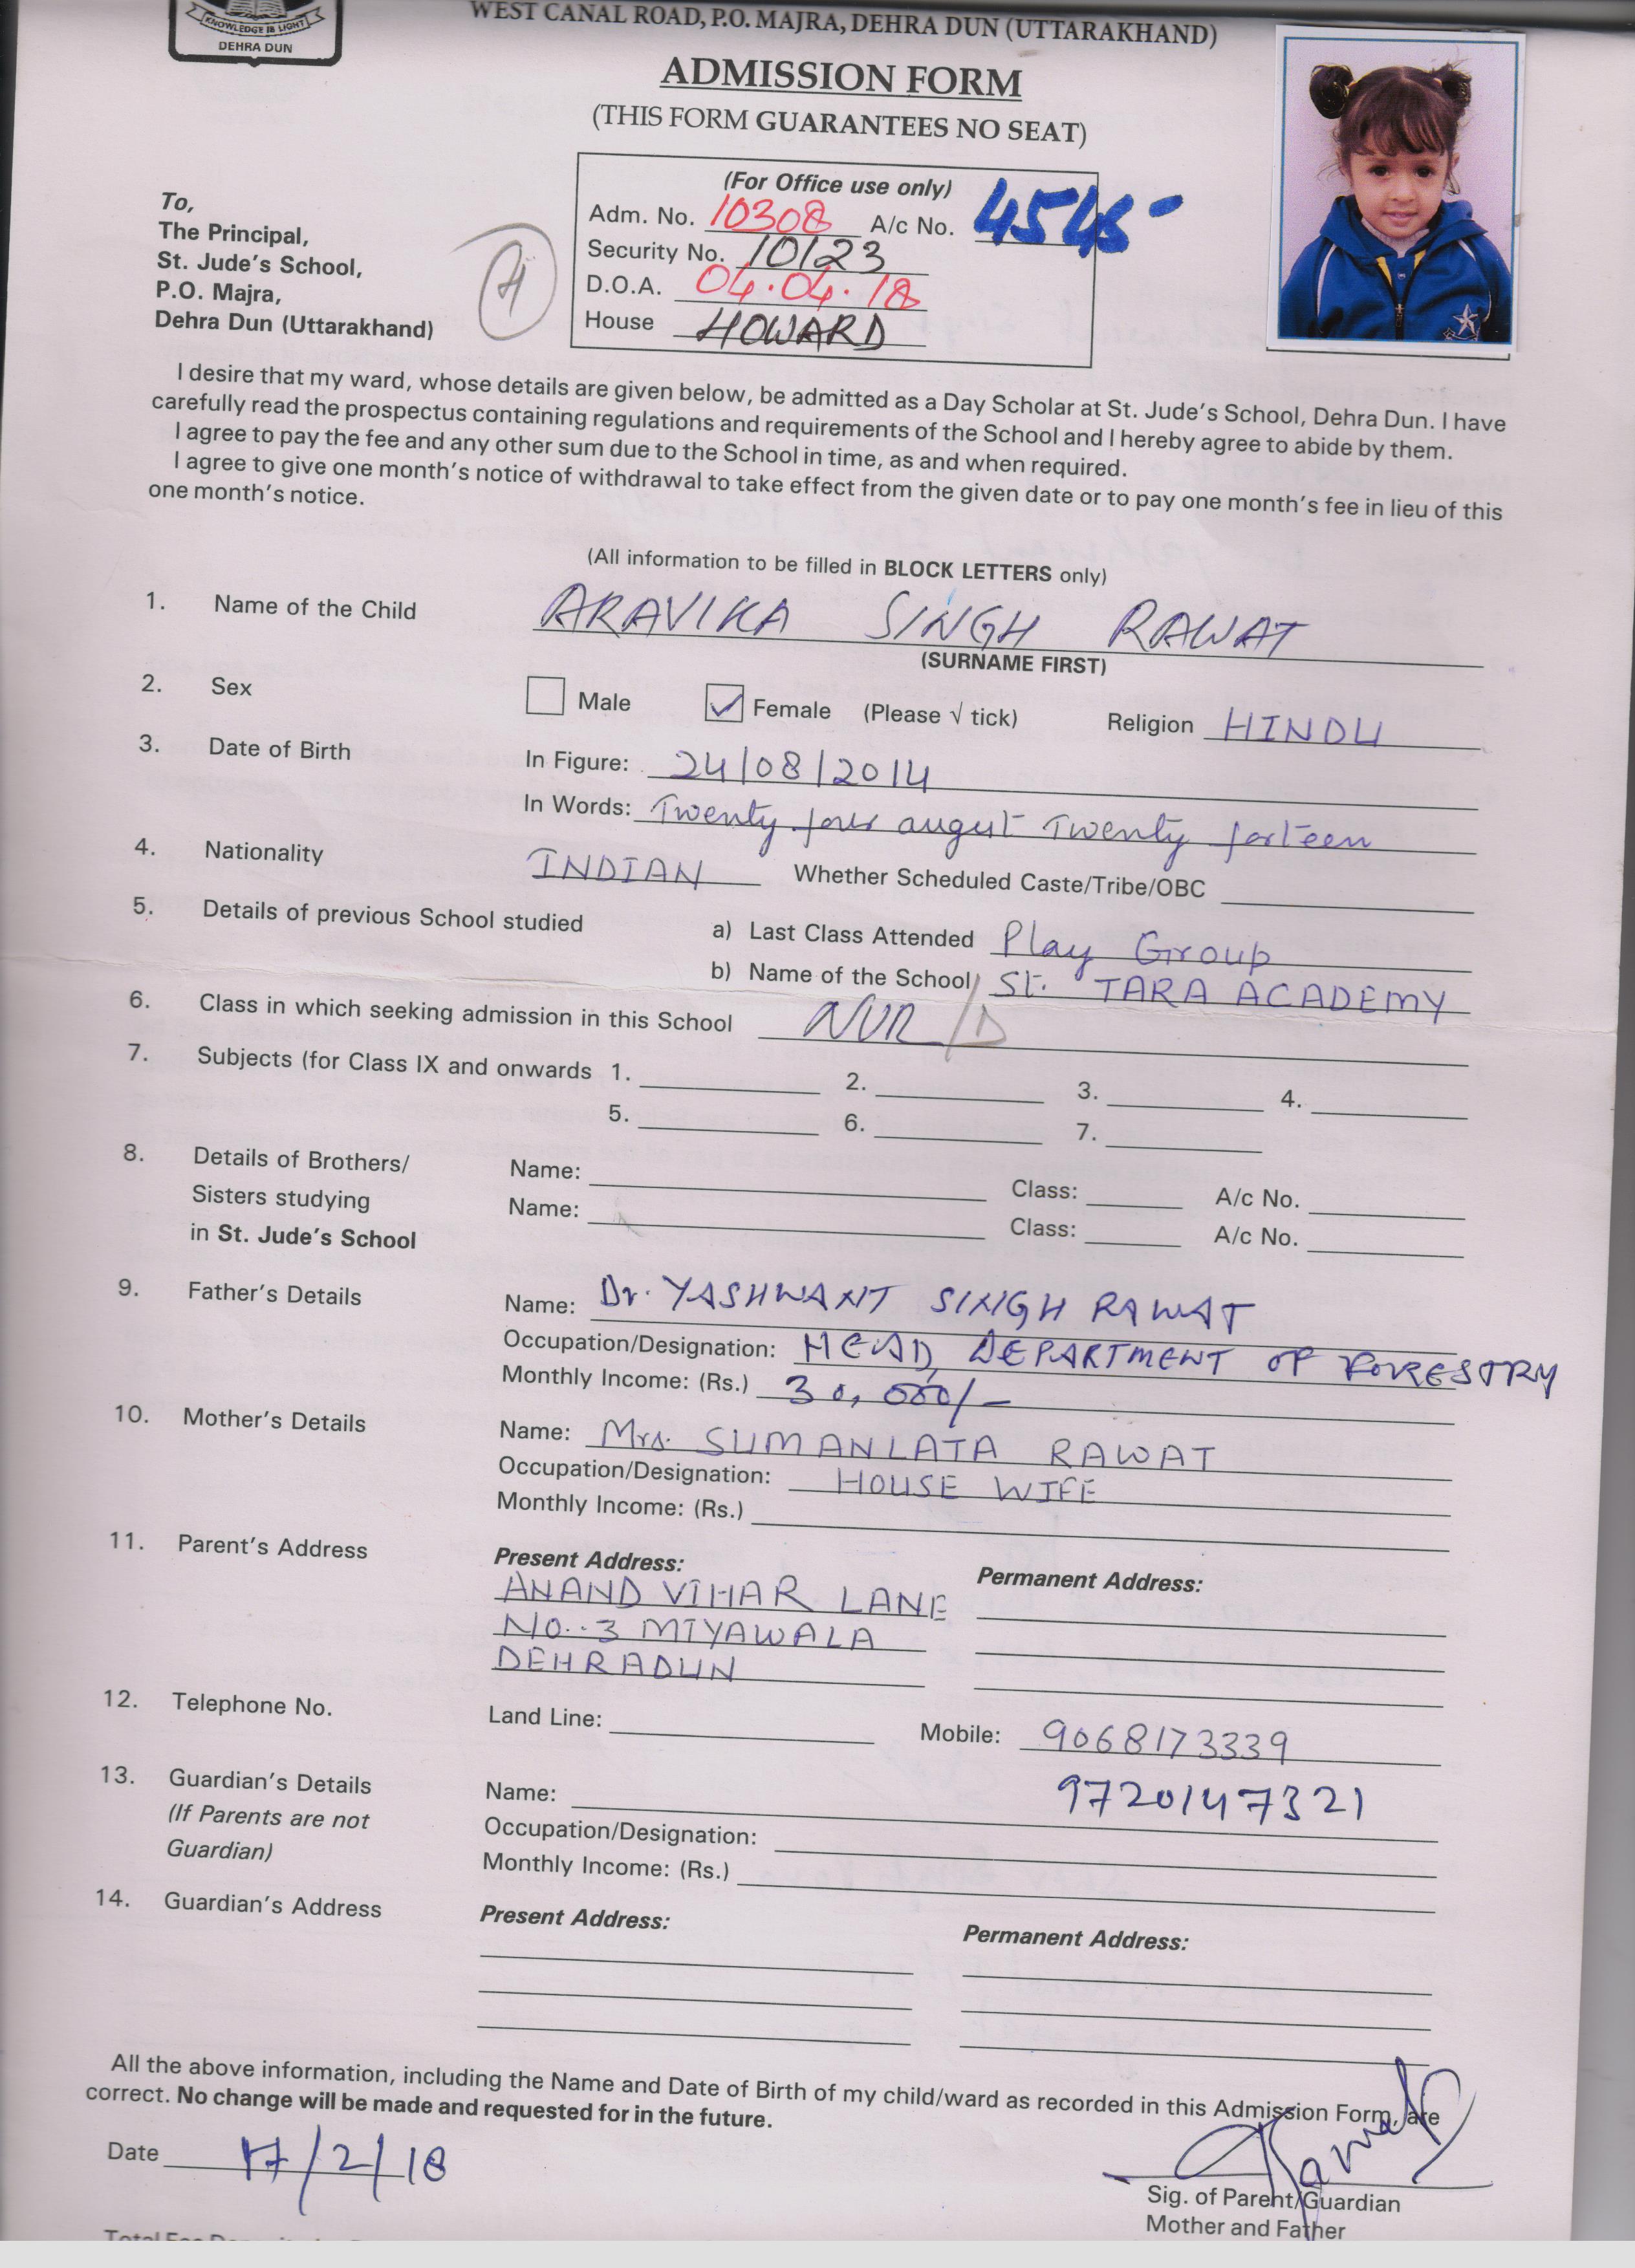 KNOWLEDGE IS LIGHT
DEHRA DUN
WEST CANAL ROAD, P.O. MAJRA, DEHRA DUN (UTTARAKHAND)
ADMISSION FORM
(THIS FORM GUARANTEES NO SEAT)
(For Office use only)
Adm. No. 10308 A/c No. 4545
Security No. 10123
D.O.A. 04.04.18
House HOWARD
To,
The Principal,
St. Jude's School,
P.O. Majra,
Dehra Dun (Uttarakhand)
I desire that my ward, whose details are given below, be admitted as a Day Scholar at St. Jude's School, Dehra Dun. I have
carefully read the prospectus containing regulations and requirements of the School and I hereby agree to abide by them.
I agree to pay the fee and any other sum due to the School in time, as and when required.
I agree to give one month's notice of withdrawal to take effect from the given date or to pay one month's fee in lieu of this
one month's notice.
(All information to be filled in BLOCK LETTERS only)
1. Name of the Child ARAVIKA SINGH RAWAT
(SURNAME FIRST)
2. Sex Male Female (Please √ tick) Religion HINDU
3. Date of Birth In Figure: 24/08/2014
In Words: Twenty four august Twenty forteen
4. Nationality INDIAN Whether Scheduled Caste/Tribe/OBC
5. Details of previous School studied a) Last Class Attended Play Group
b) Name of the School St. TARA ACADEMY
6. Class in which seeking admission in this School NUR/D
7. Subjects (for Class IX and onwards 1. 2. 3. 4.
5. 6. 7.
8. Details of Brothers/ Name: Class: A/c No.
Sisters studying Name: Class: A/c No.
in St. Jude's School
9. Father's Details Name: Dr. YASHWANT SINGH RAWAT
Occupation/Designation: HEAD, DEPARTMENT OF FORESTRY
Monthly Income: (Rs.) 30,000/-
10. Mother's Details Name: Mrs. SUMANLATA RAWAT
Occupation/Designation: HOUSE WIFE
Monthly Income: (Rs.)
11. Parent's Address Present Address: Permanent Address:
ANAND VIHAR LANE
NO..3 MIYAWALA
DEHRADUN
12. Telephone No. Land Line: Mobile: 9068173339
9720147321
13. Guardian's Details Name:
(If Parents are not Occupation/Designation:
Guardian) Monthly Income: (Rs.)
14. Guardian's Address Present Address: Permanent Address:
All the above information, including the Name and Date of Birth of my child/ward as recorded in this Admission Form, are
correct. No change will be made and requested for in the future.
Date 17/2/18
Sig. of Parent/Guardian
Mother and Father